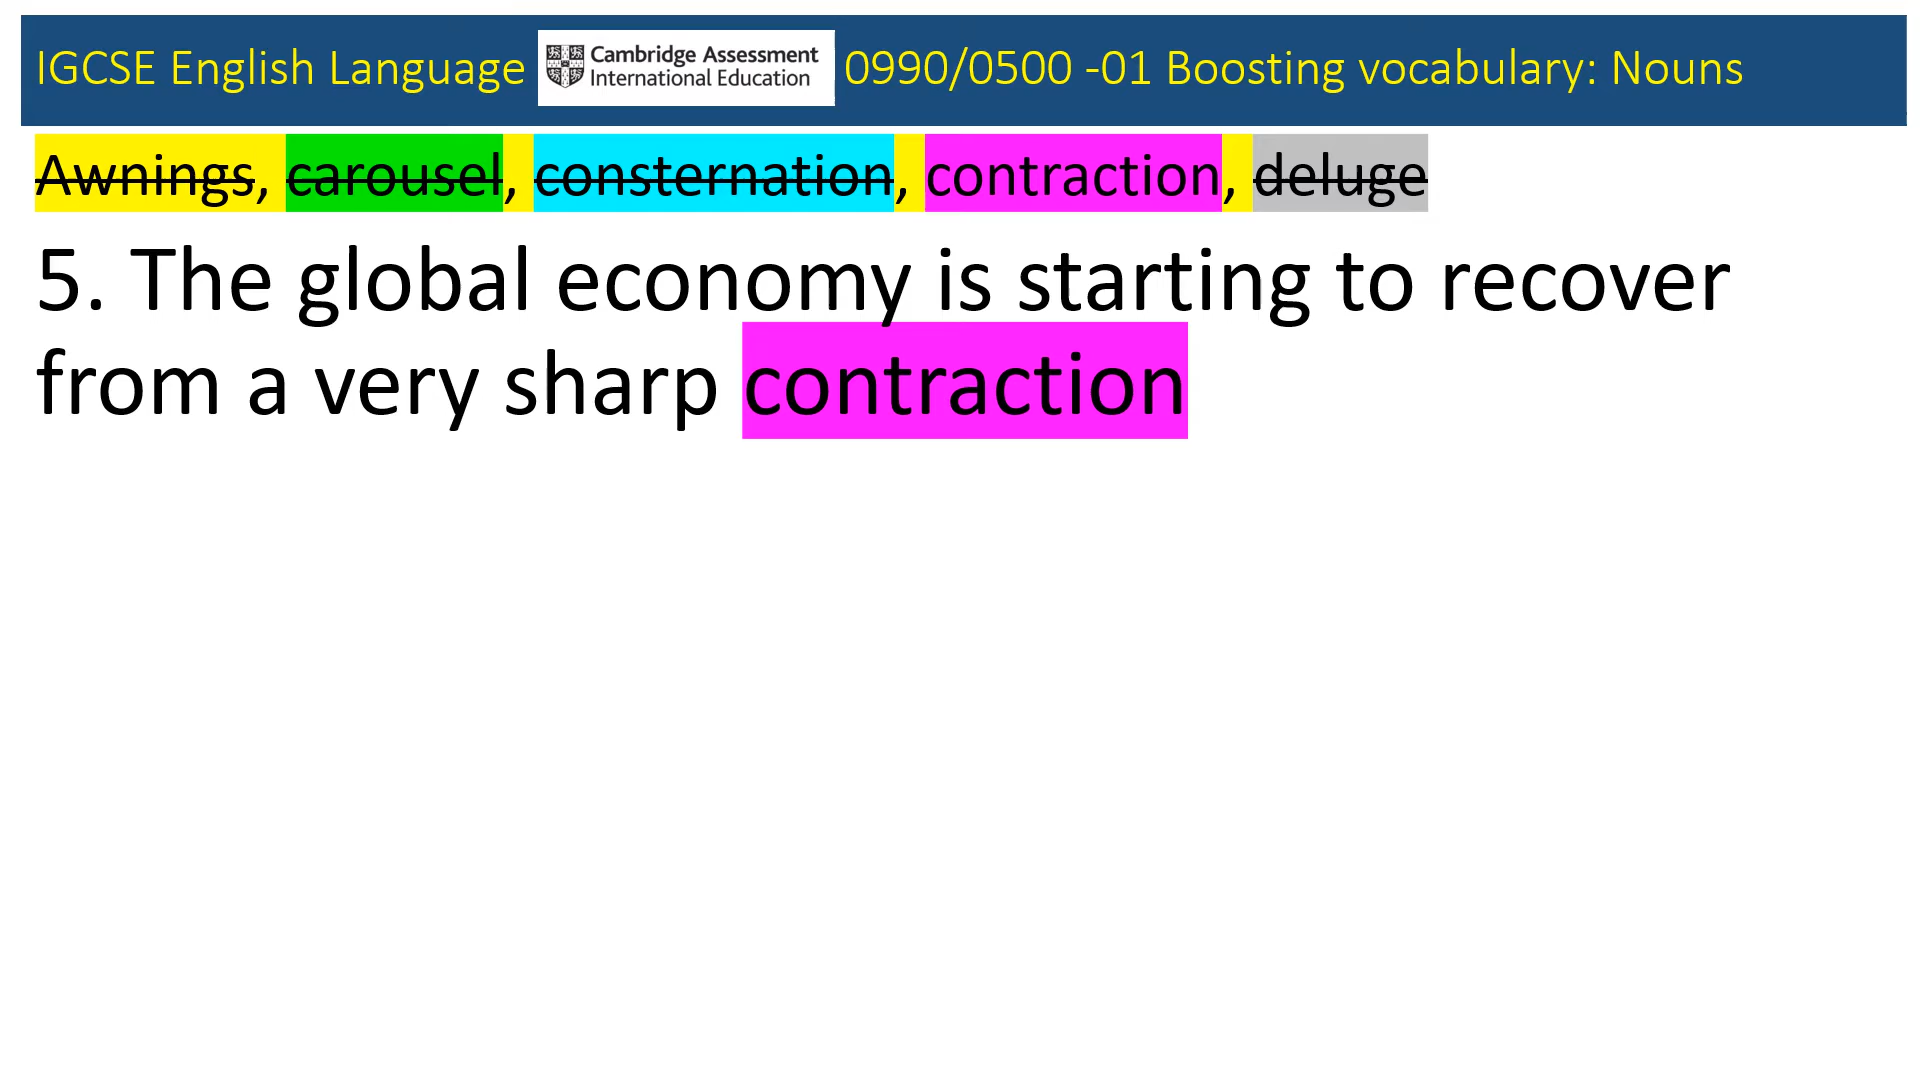 IGCSE English Language Cambridge Assessment International Education 0990/0500 -01 Boosting vocabulary: Nouns
Awnings, carousel, consternation, contraction, deluge
5. The global economy is starting to recover
from a very sharp contraction